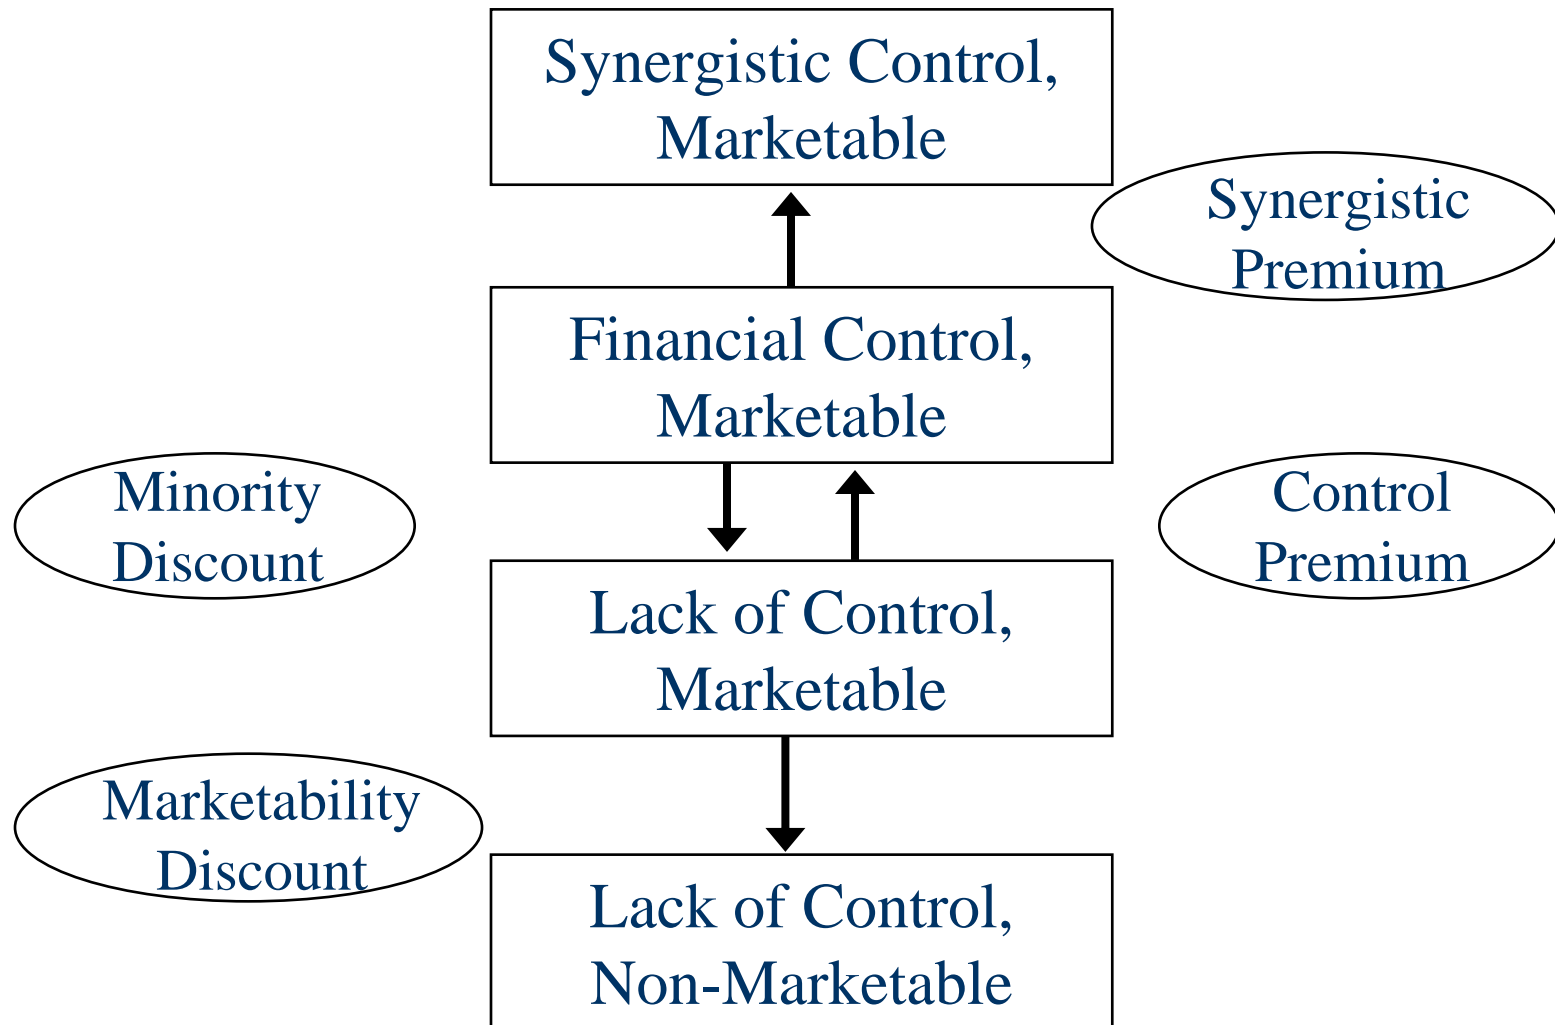 Synergistic Control,
Marketable
Synergistic
Premium
Financial Control,
Marketable
Minority
Discount
Control
Premium
Lack of Control,
Marketable
Marketability
Discount
Lack of Control,
Non-Marketable